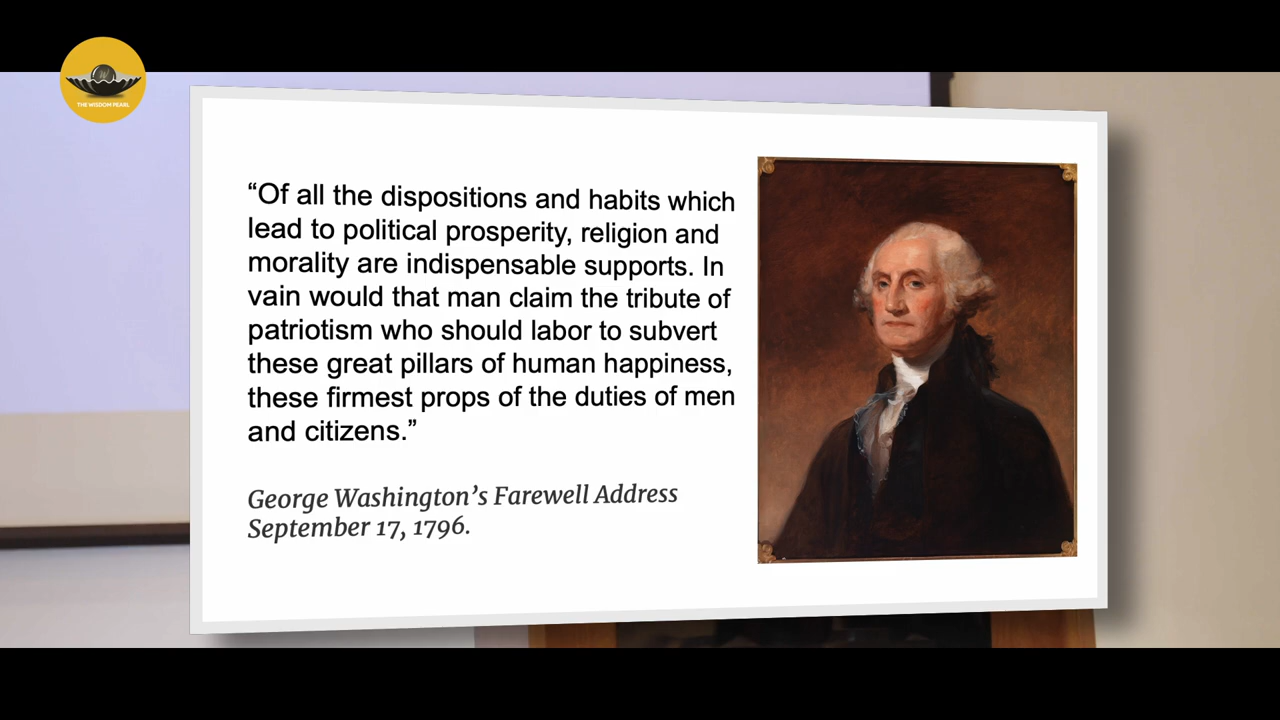 THE WISDOM PEARL
“Of all the dispositions and habits which
lead to political prosperity, religion and
morality are indispensable supports. In
vain would that man claim the tribute of
patriotism who should labor to subvert
these great pillars of human happiness,
these firmest props of the duties of men
and citizens.”
George Washington’s Farewell Address
September 17, 1796.